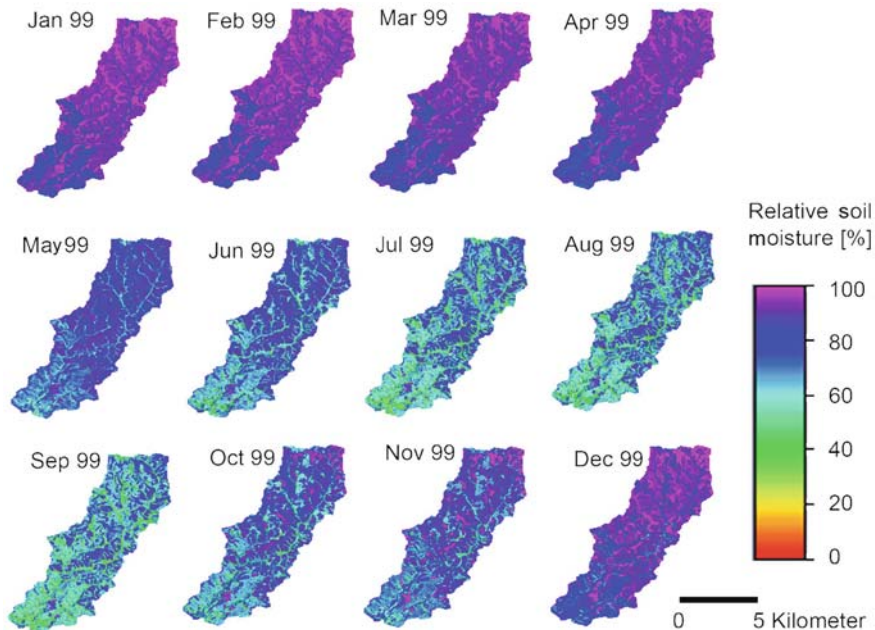 Jan 99
Feb 99
Mar 99
Apr 99
May99
Jun 99
Jul 99
Aug 99
Sep 99
Oct 99
Nov 99
Dec 99
Relative soil
moisture [%]
100
80
60
40
20
0
0 5 Kilometer